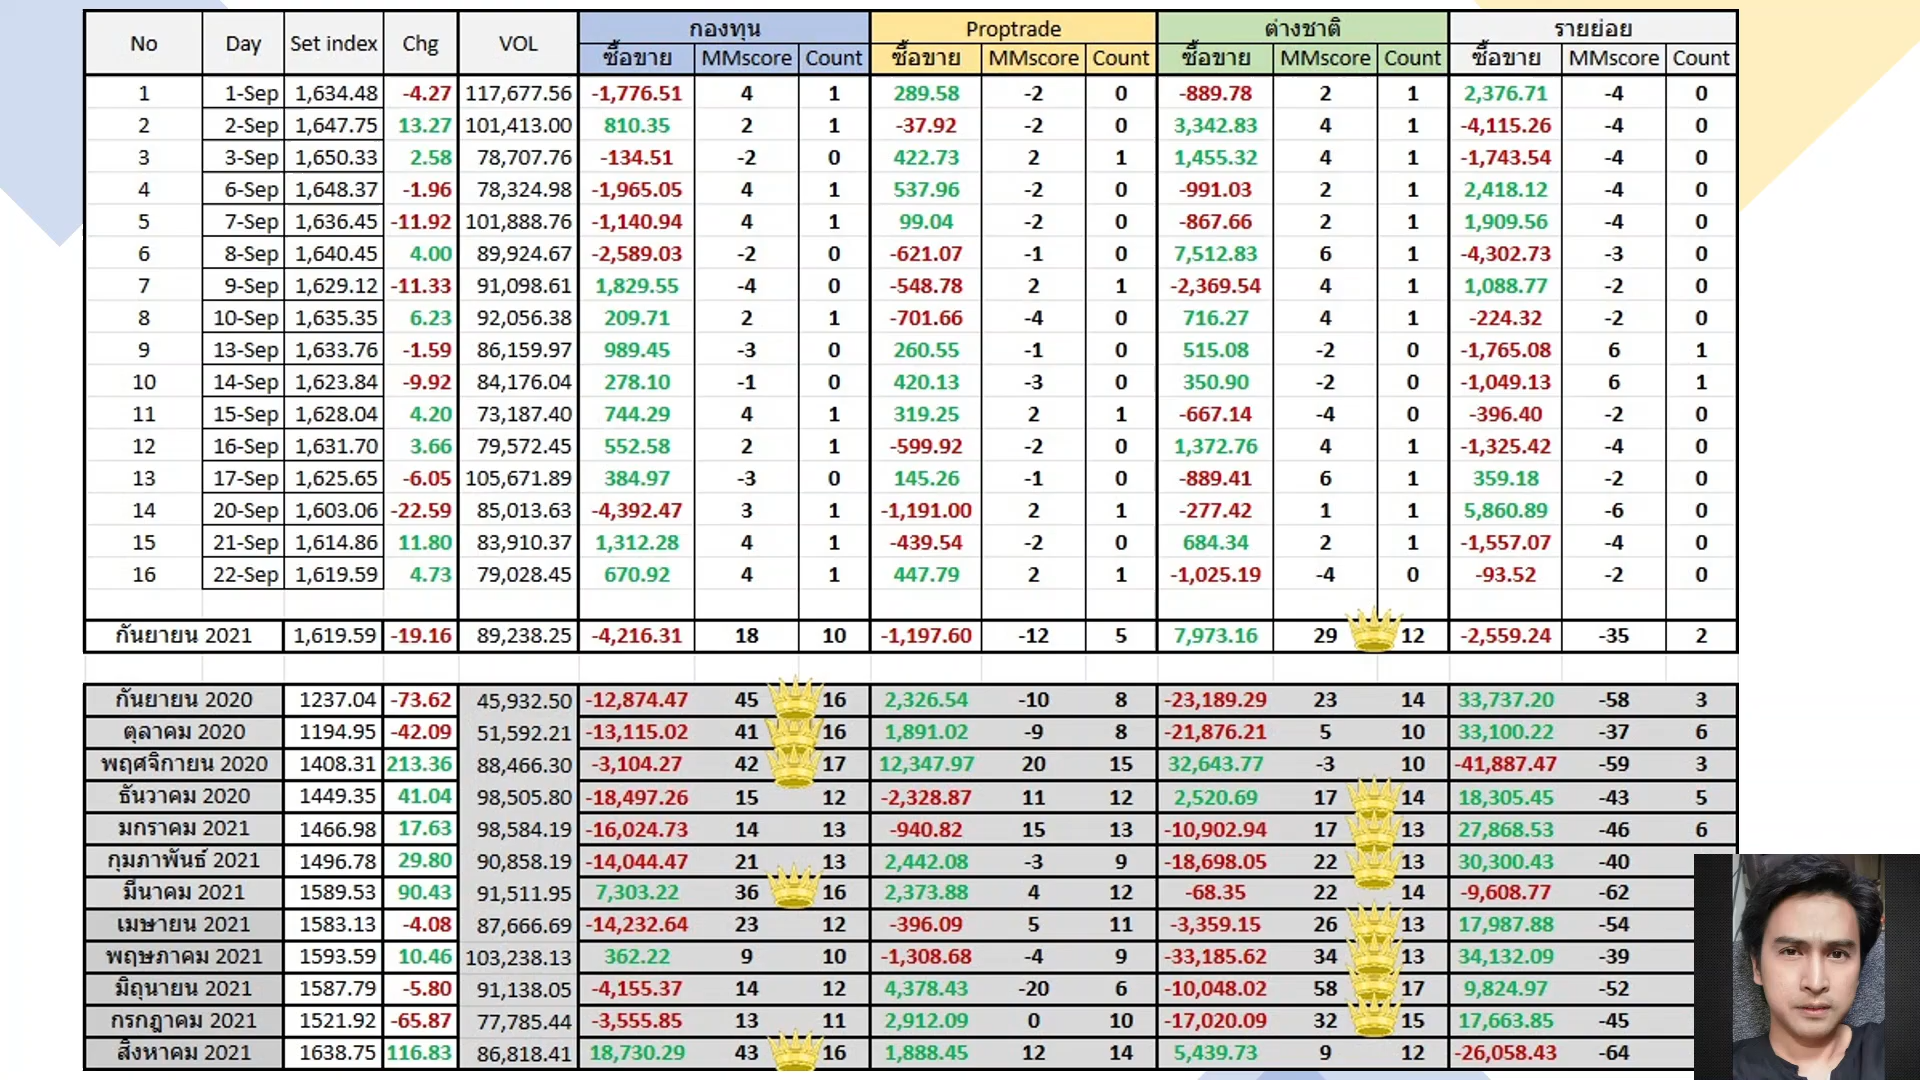 No Day Set index Chg VOL กองทุน Proptrade ต่างชาติ รายย่อย
ซื้อขาย MMscore Count ซื้อขาย MMscore Count ซื้อขาย MMscore Count ซื้อขาย MMscore Count
1 1-Sep 1,634.48 -4.27 117,677.56 -1,776.51 4 1 289.58 -2 0 -889.78 2 1 2,376.71 -4 0
2 2-Sep 1,647.75 13.27 101,413.00 810.35 2 1 -37.92 -2 0 3,342.83 4 1 -4,115.26 -4 0
3 3-Sep 1,650.33 2.58 78,707.76 -134.51 -2 0 422.73 2 1 1,455.32 4 1 -1,743.54 -4 0
4 6-Sep 1,648.37 -1.96 78,324.98 -1,965.05 4 1 537.96 -2 0 -991.03 2 1 2,418.12 -4 0
5 7-Sep 1,636.45 -11.92 101,888.76 -1,140.94 4 1 99.04 -2 0 -867.66 2 1 1,909.56 -4 0
6 8-Sep 1,640.45 4.00 89,924.67 -2,589.03 -2 0 -621.07 -1 0 7,512.83 6 1 -4,302.73 -3 0
7 9-Sep 1,629.12 -11.33 91,098.61 1,829.55 -4 0 -548.78 2 1 -2,369.54 4 1 1,088.77 -2 0
8 10-Sep 1,635.35 6.23 92,056.38 209.71 2 1 -701.66 -4 0 716.27 4 1 -224.32 -2 0
9 13-Sep 1,633.76 -1.59 86,159.97 989.45 -3 0 260.55 -1 0 515.08 -2 0 -1,765.08 6 1
10 14-Sep 1,623.84 -9.92 84,176.04 278.10 -1 0 420.13 -3 0 350.90 -2 0 -1,049.13 6 1
11 15-Sep 1,628.04 4.20 73,187.40 744.29 4 1 319.25 2 1 -667.14 -4 0 -396.40 -2 0
12 16-Sep 1,631.70 3.66 79,572.45 552.58 2 1 -599.92 -2 0 1,372.76 4 1 -1,325.42 -4 0
13 17-Sep 1,625.65 -6.05 105,671.89 384.97 -3 0 145.26 -1 0 -889.41 6 1 359.18 -2 0
14 20-Sep 1,603.06 -22.59 85,013.63 -4,392.47 3 1 -1,191.00 2 1 -277.42 1 1 5,860.89 -6 0
15 21-Sep 1,614.86 11.80 83,910.37 1,312.28 4 1 -439.54 -2 0 684.34 2 1 -1,557.07 -4 0
16 22-Sep 1,619.59 4.73 79,028.45 670.92 4 1 447.79 2 1 -1,025.19 -4 0 -93.52 -2 0
กันยายน 2021 1,619.59 -19.16 89,238.25 -4,216.31 18 10 -1,197.60 -12 5 7,973.16 29 12 -2,559.24 -35 2
กันยายน 2020 1237.04 -73.62 45,932.50 -12,874.47 45 16 2,326.54 -10 8 -23,189.29 23 14 33,737.20 -58 3
ตุลาคม 2020 1194.95 -42.09 51,592.21 -13,115.02 41 16 1,891.02 -9 8 -21,876.21 5 10 33,100.22 -37 6
พฤศจิกายน 2020 1408.31 213.36 88,466.30 -3,104.27 42 17 12,347.97 20 15 32,643.77 -3 10 -41,887.47 -59 3
ธันวาคม 2020 1449.35 41.04 98,505.80 -18,497.26 15 12 -2,328.87 11 12 2,520.69 17 14 18,305.45 -43 5
มกราคม 2021 1466.98 17.63 98,584.19 -16,024.73 14 13 -940.82 15 13 -10,902.94 17 13 27,868.53 -46 6
กุมภาพันธ์ 2021 1496.78 29.80 90,858.19 -14,044.47 21 13 2,442.08 -3 9 -18,698.05 22 13 30,300.43 -40
มีนาคม 2021 1589.53 90.43 91,511.95 7,303.22 36 16 2,373.88 4 12 -68.35 22 14 -9,608.77 -62
เมษายน 2021 1583.13 -4.08 87,666.69 -14,232.64 23 12 -396.09 5 11 -3,359.15 26 13 17,987.88 -54
พฤษภาคม 2021 1593.59 10.46 103,238.13 362.22 9 10 -1,308.68 -4 9 -33,185.62 34 13 34,132.09 -39
มิถุนายน 2021 1587.79 -5.80 91,138.05 -4,155.37 14 12 4,378.43 -20 6 -10,048.02 58 17 9,824.97 -52
กรกฎาคม 2021 1521.92 -65.87 77,785.44 -3,555.85 13 11 2,912.09 0 10 -17,020.09 32 15 17,663.85 -45
สิงหาคม 2021 1638.75 116.83 86,818.41 18,730.29 43 16 1,888.45 12 14 5,439.73 9 12 -26,058.43 -64